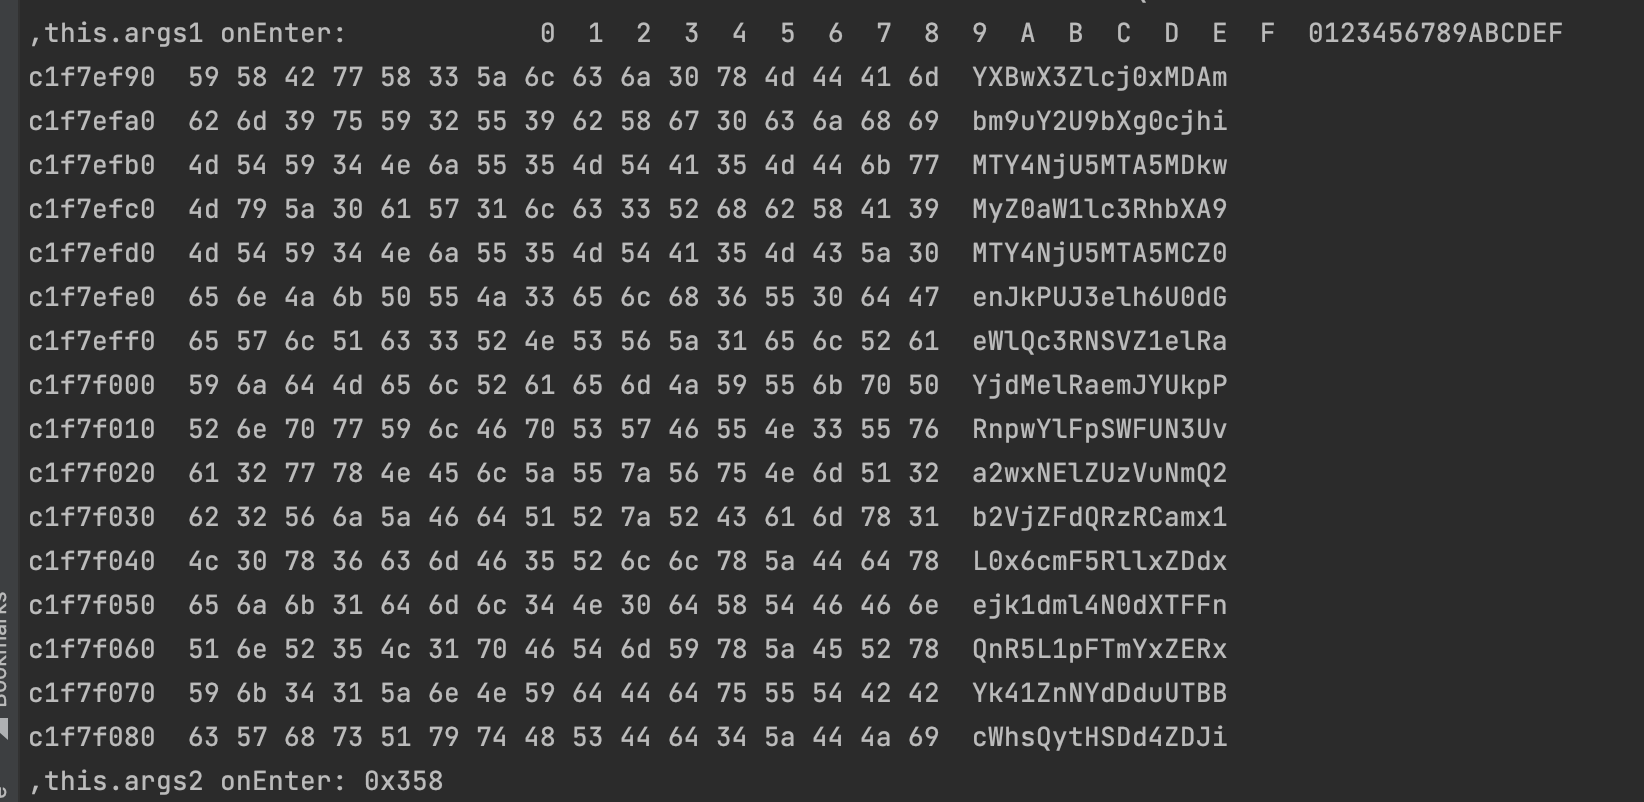 ,this.args1 onEnter:            0  1  2  3  4  5  6  7  8  9  A  B  C  D  E  F  0123456789ABCDEF
c1f7ef90  59 58 42 77 58 33 5a 6c 63 6a 30 78 4d 44 41 6d  YXBwX3Zlcj0xMDAm
c1f7efa0  62 6d 39 75 59 32 55 39 62 58 67 30 63 6a 68 69  bm9uY2U9bXg0cjhi
c1f7efb0  4d 54 59 34 4e 6a 55 35 4d 54 41 35 4d 44 6b 77  MTY4NjU5MTA5MDkw
c1f7efc0  4d 79 5a 30 61 57 31 6c 63 33 52 68 62 58 41 39  MyZ0aW1lc3RhbXA9
c1f7efd0  4d 54 59 34 4e 6a 55 35 4d 54 41 35 4d 43 5a 30  MTY4NjU5MTA5MCZ0
c1f7efe0  65 6e 4a 6b 50 55 4a 33 65 6c 68 36 55 30 64 47  enJkPUJ3elh6U0dG
c1f7eff0  65 57 6c 51 63 33 52 4e 53 56 5a 31 65 6c 52 61  eWlQc3RNSVZ1elRa
c1f7f000  59 6a 64 4d 65 6c 52 61 65 6d 4a 59 55 6b 70 50  YjdMelRaemJYUkpP
c1f7f010  52 6e 70 77 59 6c 46 70 53 57 46 55 4e 33 55 76  RnpwYlFpSWFUN3Uv
c1f7f020  61 32 77 78 4e 45 6c 5a 55 7a 56 75 4e 6d 51 32  a2wxNElZUzVuNmQ2
c1f7f030  62 32 56 6a 5a 46 64 51 52 7a 52 43 61 6d 78 31  b2VjZFdQRzRCamx1
c1f7f040  4c 30 78 36 63 6d 46 35 52 6c 6c 78 5a 44 64 78  L0x6cmF5RllxZDdx
c1f7f050  65 6a 6b 31 64 6d 6c 34 4e 30 64 58 54 46 46 6e  ejk1dml4N0dXTFFn
c1f7f060  51 6e 52 35 4c 31 70 46 54 6d 59 78 5a 45 52 78  QnR5L1pFTmYxZERx
c1f7f070  59 6b 34 31 5a 6e 4e 59 64 44 64 75 55 54 42 42  Yk41ZnNYdDduUTBB
c1f7f080  63 57 68 73 51 79 74 48 53 44 64 34 5a 44 4a 69  cWhsQytHSDd4ZDJi
,this.args2 onEnter: 0x358
Bookmarks